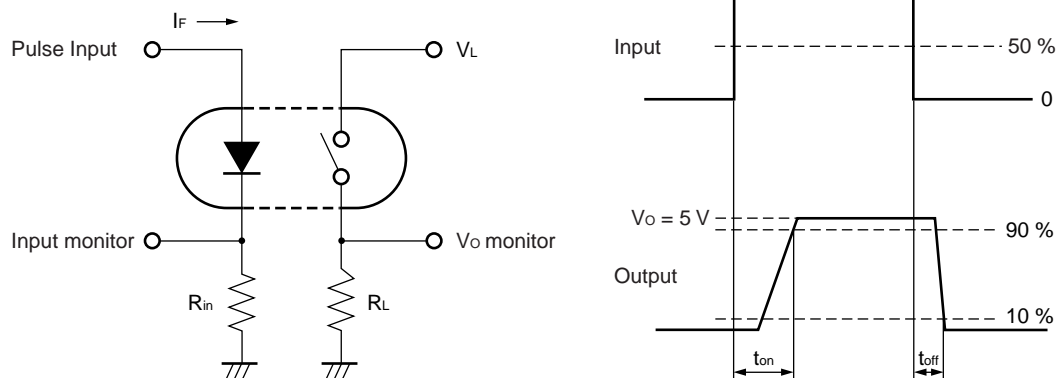 IF
Pulse Input
VL
Input monitor
VO monitor
Rin
RL
Input
50 %
0
VO = 5 V
90 %
Output
10 %
ton
toff